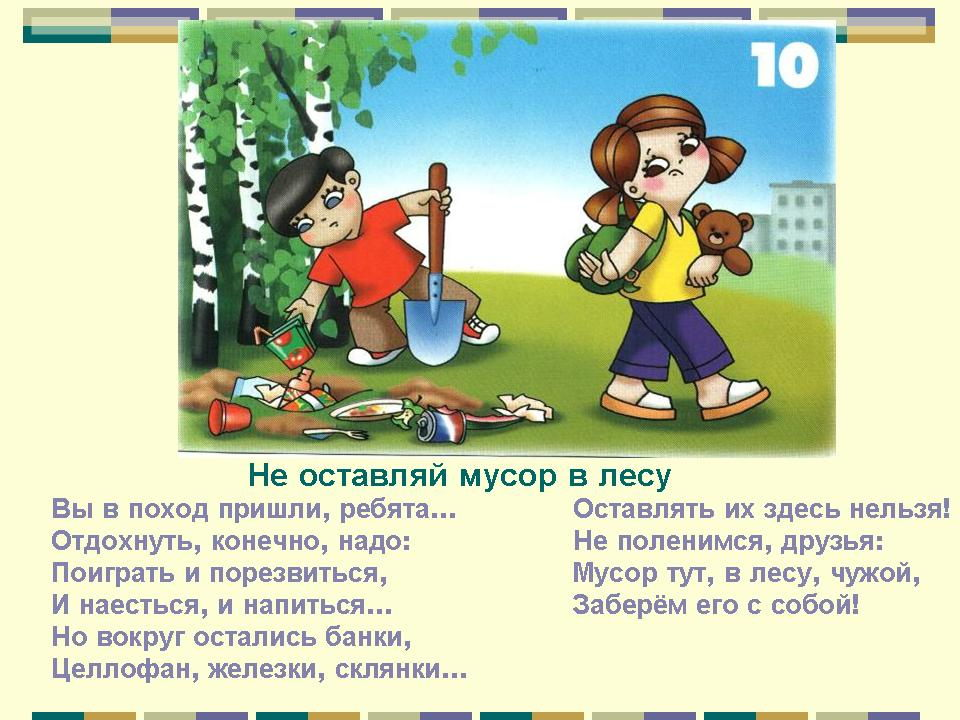 10
Не оставляй мусор в лесу
Вы в поход пришли, ребята...
Отдохнуть, конечно, надо:
Поиграть и порезвиться,
И наесться, и напиться...
Но вокруг остались банки,
Целлофан, железки, склянки...
Оставлять их здесь нельзя!
Не поленимся, друзья:
Мусор тут, в лесу, чужой,
Заберём его с собой!